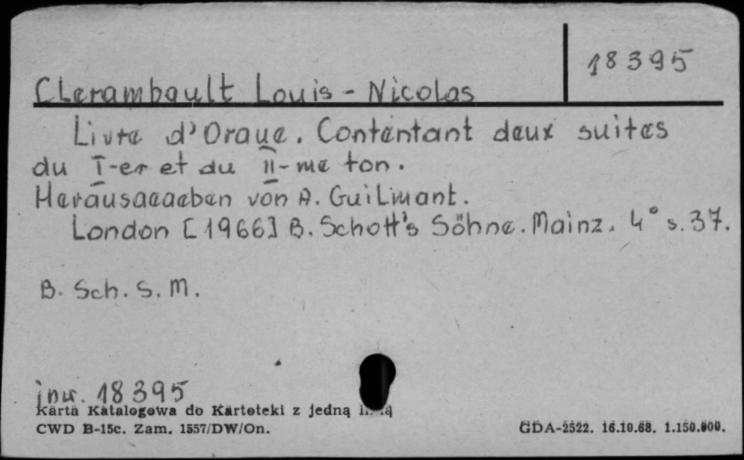 18395
Clerambault Louis - Nicolas
Livre d'Orgue. Contentant deux suites
du I-er et du II-me ton.
Herausgegeben von A. Guilmant.
London [1966] B. Schott's Söhne. Mainz. 4° s. 37.
B. Sch. S. M.
inw. 18395
Karta Katalogowa do Kartoteki z jedną
CWD B-15c. Zam. 1557/DW/On.
GDA-2522. 16.10.68. 1.150.000.